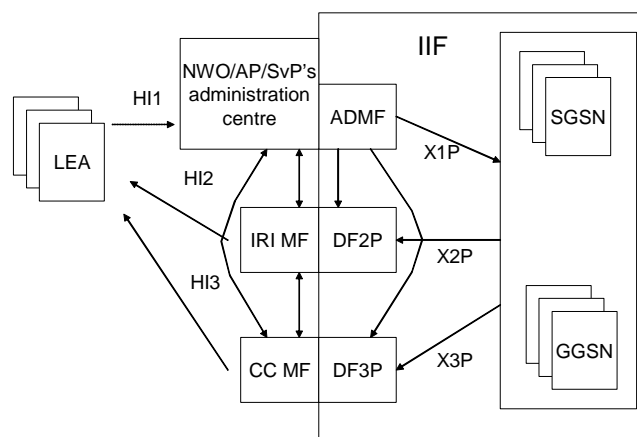 IIF
NWO/AP/SvP's
administration
centre
HI1
ADMF
SGSN
LEA
X1P
HI2
IRI MF
DF2P
X2P
HI3
GGSN
CC MF
DF3P
X3P